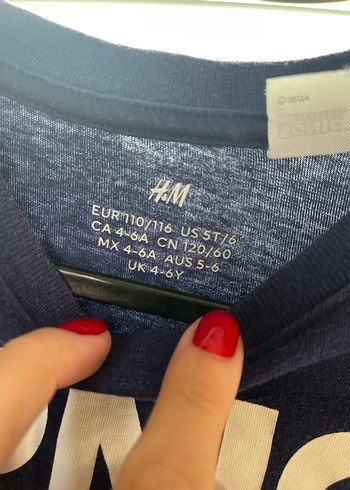 ©SEGA
H&M
EUR 110/116 US 5T/6
CA 4-6A CN 120/60
MX 4-6A AUS 5-6
UK 4-6Y